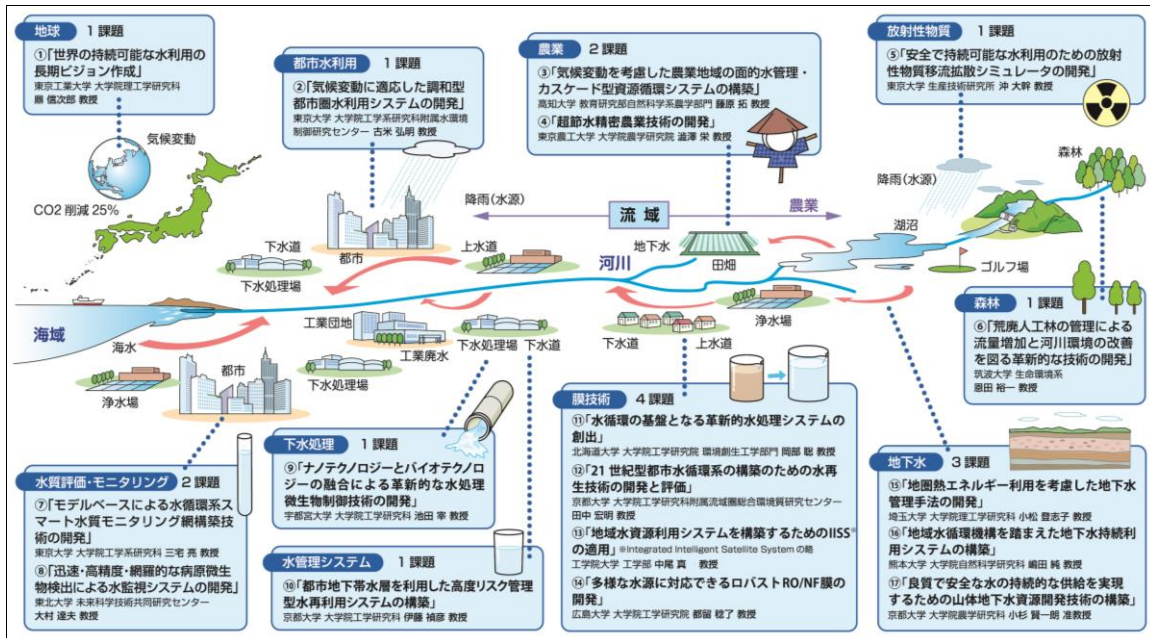 地球 1 課題
①「世界の持続可能な水利用の
長期ビジョン作成」
東京工業大学 大学院理工学研究科
鼎 信次郎 教授
気候変動
CO2 削減 25%
都市水利用 1 課題
②「気候変動に適応した調和型
都市圏水利用システムの開発」
東京大学 大学院工学系研究科附属水環境
制御研究センター 古米 弘明 教授
農業 2 課題
③「気候変動を考慮した農業地域の面的水管理・
カスケード型資源循環システムの構築」
高知大学 教育研究部自然科学系農学部門 藤原 拓 教授
④「超節水精密農業技術の開発」
東京農工大学 大学院農学研究院 澁澤 栄 教授
放射性物質 1 課題
⑤「安全で持続可能な水利用のための放射
性物質移流拡散シミュレータの開発」
東京大学 生産技術研究所 沖 大幹 教授
森林
降雨(水源)
流域
農業
降雨(水源)
湖沼
ゴルフ場
下水道
都市
上水道
地下水
田畑
河川
下水処理場
海域
海水
浄水場
都市
工業団地
工業廃水
下水処理場
下水処理場
下水道
下水道
上水道
浄水場
森林 1 課題
⑥「荒廃人工林の管理による
流量増加と河川環境の改善
を図る革新的な技術の開発」
筑波大学 生命環境系
恩田 裕一 教授
水質評価・モニタリング 2 課題
⑦「モデルベースによる水循環系ス
マート水質モニタリング網構築技
術の開発」
東京大学 大学院工学系研究科 三宅 亮 教授
⑧「迅速・高精度・網羅的な病原微生
物検出による水監視システムの開発」
東北大学 未来科学技術共同研究センター
大村 達夫 教授
下水処理 1 課題
⑨「ナノテクノロジーとバイオテクノロ
ジーの融合による革新的な水処理
微生物制御技術の開発」
宇都宮大学 大学院工学研究科 池田 宰 教授
水管理システム 1 課題
⑩「都市地下帯水層を利用した高度リスク管理
型水再利用システムの構築」
京都大学 大学院工学研究科 伊藤 禎彦 教授
膜技術 4 課題
⑪「水循環の基盤となる革新的水処理システムの
創出」
北海道大学 大学院工学研究院 環境創生工学部門 岡部 聡 教授
⑫「21 世紀型都市水循環系の構築のための水再
生技術の開発と評価」
京都大学 大学院工学研究科附属流域圏総合環境質研究センター
田中 宏明 教授
⑬「地域水資源利用システムを構築するためのIISS※
の適用」 ※Integrated Intelligent Satellite System の略
工学院大学 工学部 中尾 真一 教授
⑭「多様な水源に対応できるロバスト RO/NF 膜の
開発」
広島大学 大学院工学研究院 都留 稔了 教授
地下水 3 課題
⑮「地圏熱エネルギー利用を考慮した地下水
管理手法の開発」
埼玉大学 大学院理工学研究科 小松 登志子 教授
⑯「地域水循環機構を踏まえた地下水持続利
用システムの構築」
熊本大学 大学院自然科学研究科 嶋田 純 教授
⑰「良質で安全な水の持続的な供給を実現
するための山体地下水資源開発技術の構築」
京都大学 大学院農学研究科 小杉 賢一朗 准教授